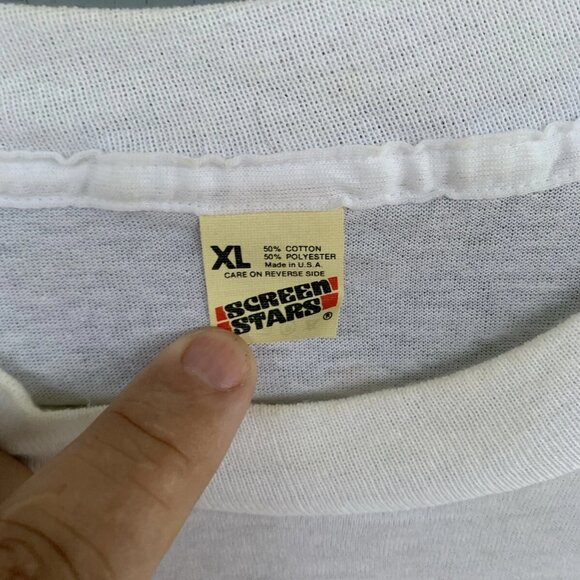 XL
50% COTTON
50% POLYESTER
Made in U.S.A.
CARE ON REVERSE SIDE
SCREEN
STARS®